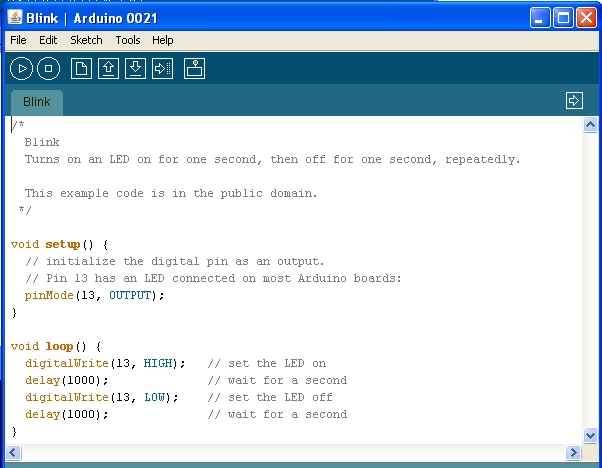 Blink | Arduino 0021
File Edit Sketch Tools Help
Blink
/*
  Blink
  Turns on an LED on for one second, then off for one second, repeatedly.

  This example code is in the public domain.
 */

void setup() {
  // initialize the digital pin as an output.
  // Pin 13 has an LED connected on most Arduino boards:
  pinMode(13, OUTPUT);
}

void loop() {
  digitalWrite(13, HIGH);   // set the LED on
  delay(1000);              // wait for a second
  digitalWrite(13, LOW);    // set the LED off
  delay(1000);              // wait for a second
}